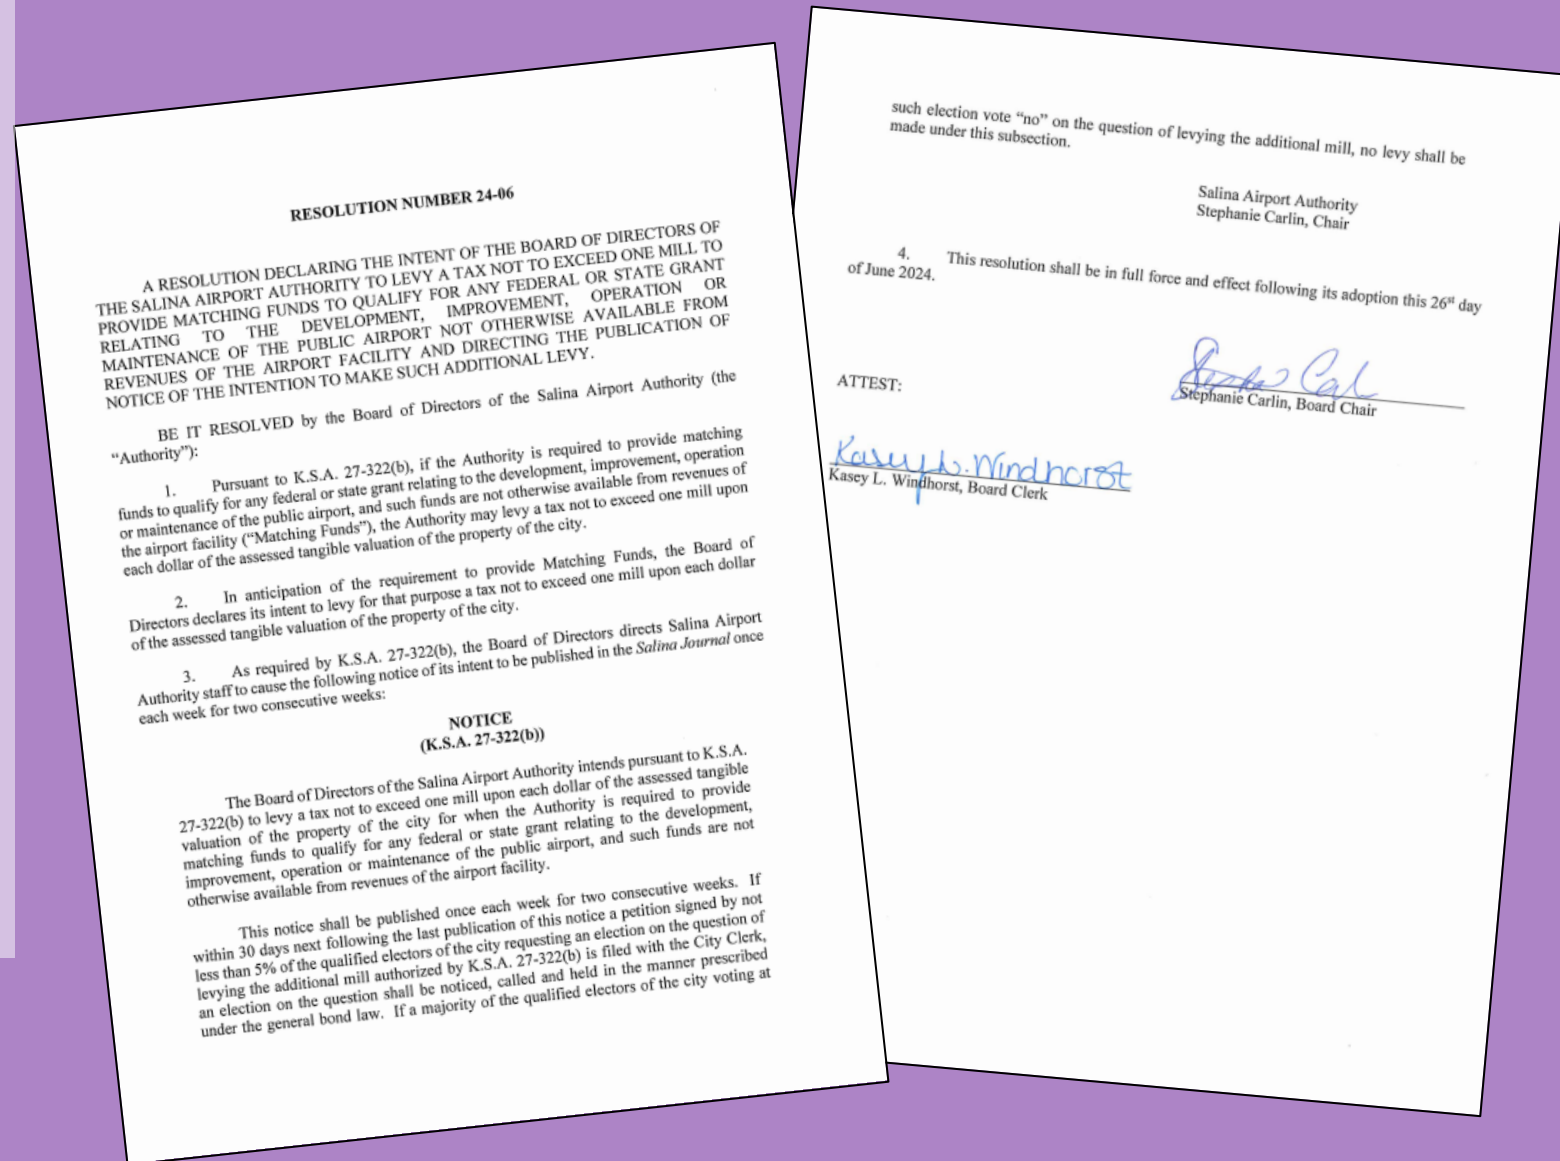 RESOLUTION NUMBER 24-06
A RESOLUTION DECLARING THE INTENT OF THE BOARD OF DIRECTORS OF
THE SALINA AIRPORT AUTHORITY TO LEVY A TAX NOT TO EXCEED ONE MILL TO
PROVIDE MATCHING FUNDS TO QUALIFY FOR ANY FEDERAL OR STATE GRANT
RELATING TO THE DEVELOPMENT, IMPROVEMENT, OPERATION OR
MAINTENANCE OF THE PUBLIC AIRPORT NOT OTHERWISE AVAILABLE FROM
REVENUES OF THE AIRPORT FACILITY AND DIRECTING THE PUBLICATION OF
NOTICE OF THE INTENTION TO MAKE SUCH ADDITIONAL LEVY.
BE IT RESOLVED by the Board of Directors of the Salina Airport Authority (the
“Authority”):
1. Pursuant to K.S.A. 27-322(b), if the Authority is required to provide matching
funds to qualify for any federal or state grant relating to the development, improvement, operation
or maintenance of the public airport, and such funds are not otherwise available from revenues of
the airport facility (“Matching Funds”), the Authority may levy a tax not to exceed one mill upon
each dollar of the assessed tangible valuation of the property of the city.
2. In anticipation of the requirement to provide Matching Funds, the Board of
Directors declares its intent to levy for that purpose a tax not to exceed one mill upon each dollar
of the assessed tangible valuation of the property of the city.
3. As required by K.S.A. 27-322(b), the Board of Directors directs Salina Airport
Authority staff to cause the following notice of its intent to be published in the Salina Journal once
each week for two consecutive weeks:
NOTICE
(K.S.A. 27-322(b))
The Board of Directors of the Salina Airport Authority intends pursuant to K.S.A.
27-322(b) to levy a tax not to exceed one mill upon each dollar of the assessed tangible
valuation of the property of the city for when the Authority is required to provide
matching funds to qualify for any federal or state grant relating to the development,
improvement, operation or maintenance of the public airport, and such funds are not
otherwise available from revenues of the airport facility.
This notice shall be published once each week for two consecutive weeks. If
within 30 days next following the last publication of this notice a petition signed by not
less than 5% of the qualified electors of the city requesting an election on the question of
levying the additional mill authorized by K.S.A. 27-322(b) is filed with the City Clerk,
an election on the question shall be noticed, called and held in the manner prescribed
under the general bond law. If a majority of the qualified electors of the city voting at
such election vote “no” on the question of levying the additional mill, no levy shall be
made under this subsection.
Salina Airport Authority
Stephanie Carlin, Chair
4. This resolution shall be in full force and effect following its adoption this 26st day
of June 2024.
ATTEST:
Stephanie Carlin, Board Chair
Kasey L. Windhorst
Kasey L. Windhorst, Board Clerk